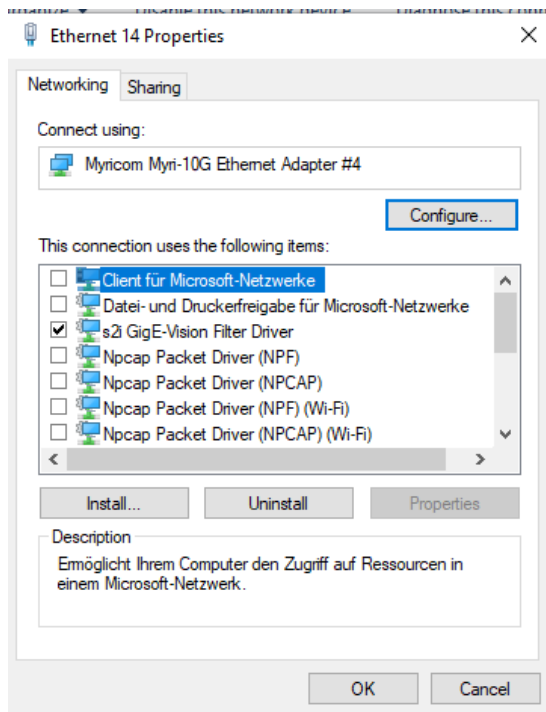 Ethernet 14 Properties
Networking Sharing
Connect using:
Myricom Myri-10G Ethernet Adapter #4
Configure...
This connection uses the following items:
Client für Microsoft-Netzwerke
Datei- und Druckerfreigabe für Microsoft-Netzwerke
s2i GigE-Vision Filter Driver
Npcap Packet Driver (NPF)
Npcap Packet Driver (NPCAP)
Npcap Packet Driver (NPF) (Wi-Fi)
Npcap Packet Driver (NPCAP) (Wi-Fi)
Install... Uninstall Properties
Description
Ermöglicht Ihrem Computer den Zugriff auf Ressourcen in
einem Microsoft-Netzwerk.
OK Cancel